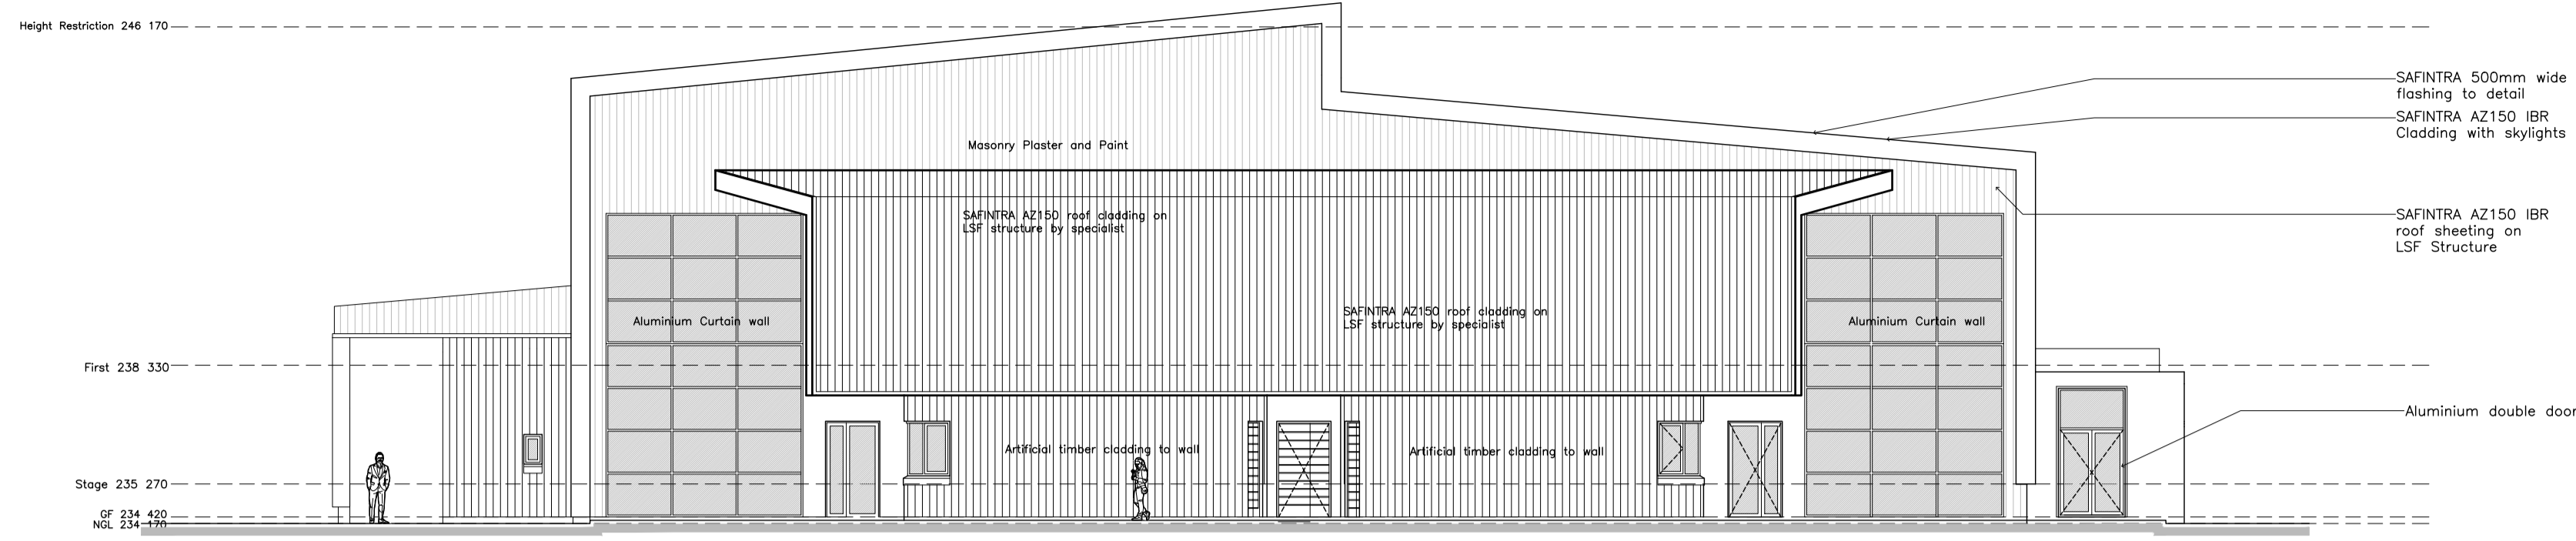 Height Restriction 246 170
SAFINTRA 500mm wide
flashing to detail
SAFINTRA AZ150 IBR
Cladding with skylights
Masonry Plaster and Paint
SAFINTRA AZ150 roof cladding on
LSF structure by specialist
SAFINTRA AZ150 IBR
roof sheeting on
LSF Structure
SAFINTRA AZ150 roof cladding on
LSF structure by specialist
Aluminium Curtain wall
Aluminium Curtain wall
First 238 330
Aluminium double door
Artificial timber cladding to wall
Artificial timber cladding to wall
Stage 235 270
GF 234 420
NGL 234 170